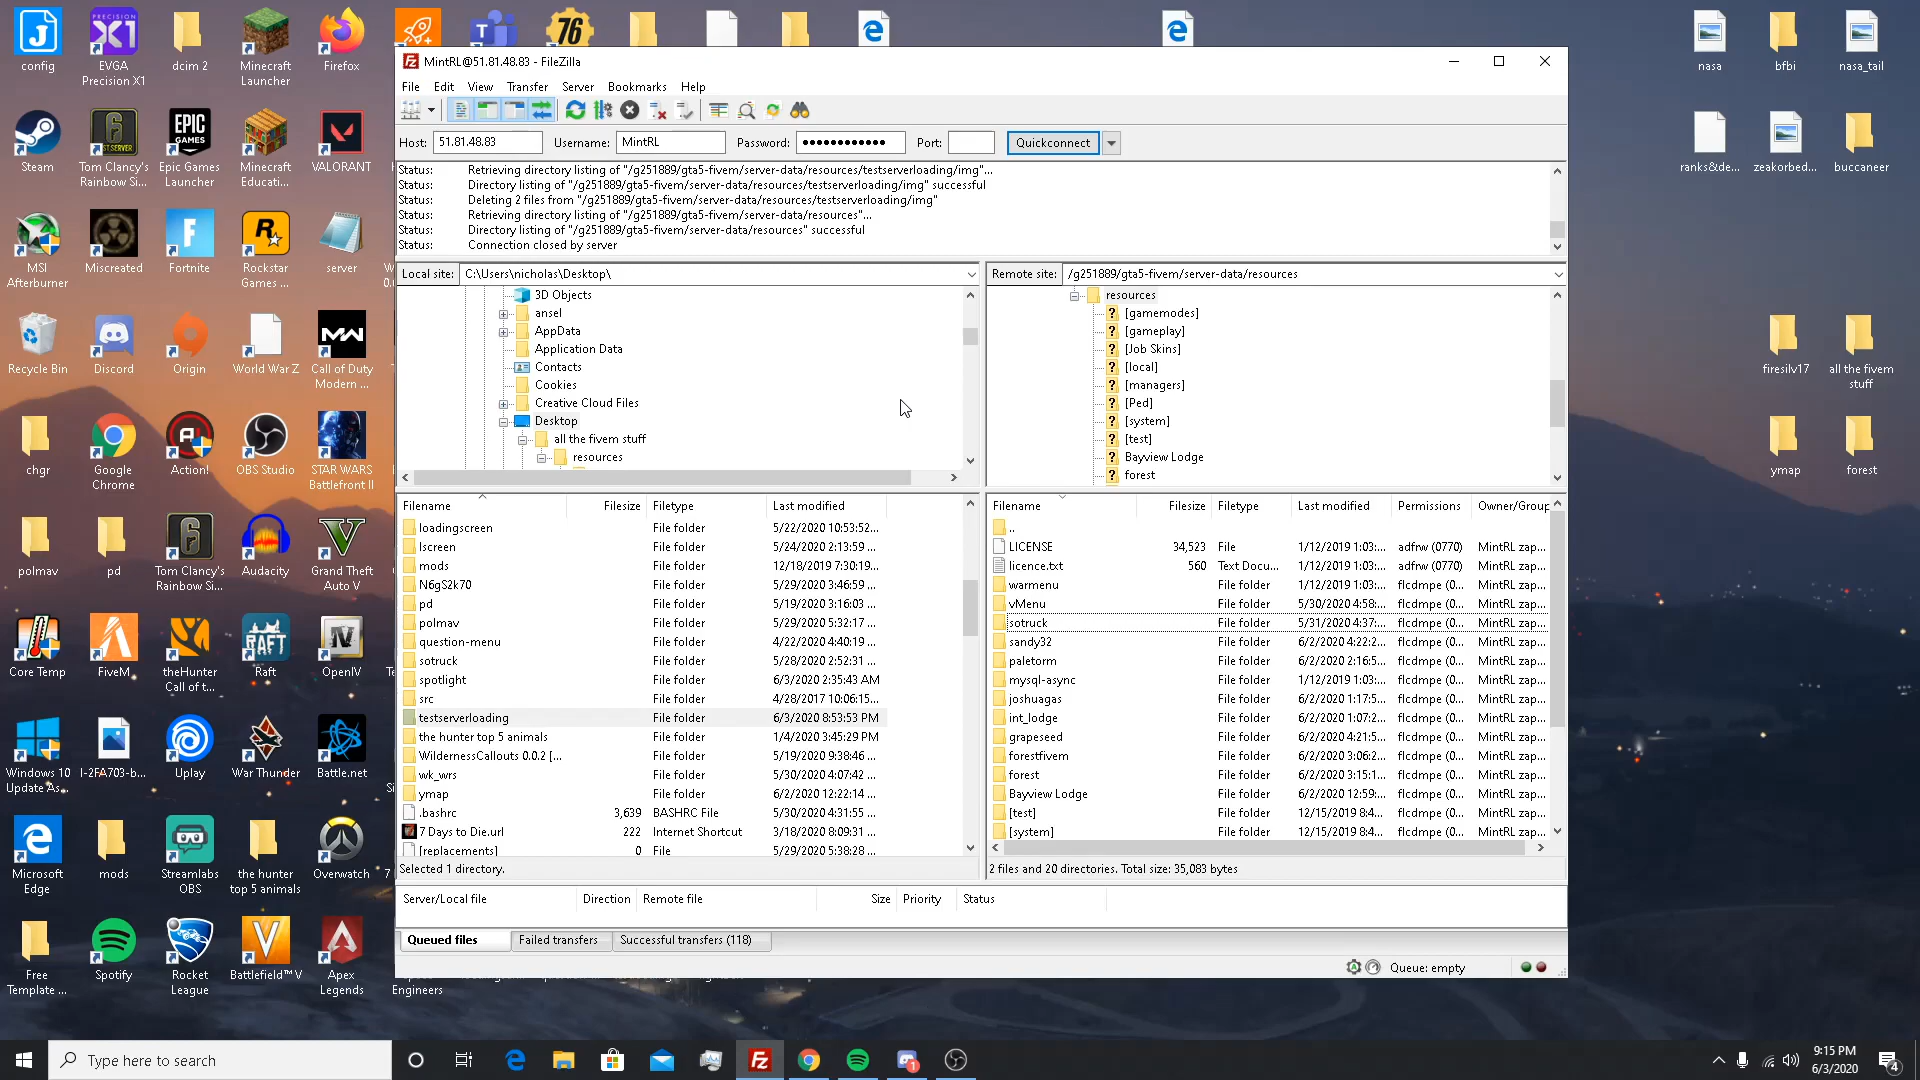 config
EVGA
Precision X1
dcim 2
Minecraft
Launcher
Firefox
nasa
bfbi
nasa_tail
Steam
Tom Clancy's
Rainbow Si...
Epic Games
Launcher
Minecraft
Educati...
VALORANT
ranks&de...
zeakorbed...
buccaneer
MSI
Afterburner
Miscreated
Fortnite
Rockstar
Games ...
server
Recycle Bin
Discord
Origin
World War Z
Call of Duty
Modern ...
firesilv17
all the fivem
stuff
chgr
Google
Chrome
Action!
OBS Studio
STAR WARS
Battlefront II
ymap
forest
polmav
pd
Tom Clancy's
Rainbow Si...
Audacity
Grand Theft
Auto V
Core Temp
FiveM
theHunter
Call of t...
Raft
OpenIV
Windows 10
Update As...
I-2FA703-b...
Uplay
War Thunder
Battle.net
Microsoft
Edge
mods
Streamlabs
OBS
the hunter
top 5 animals
Overwatch
Free
Template ...
Spotify
Rocket
League
Battlefield™ V
Apex
Legends
Engineers
MintRL@51.81.48.83 - FileZilla
File Edit View Transfer Server Bookmarks Help
Host: 51.81.48.83 Username: MintRL Password: ●●●●●●●●●●●● Port: Quickconnect
Status: Retrieving directory listing of "/g251889/gta5-fivem/server-data/resources/testserverloading/img"...
Status: Directory listing of "/g251889/gta5-fivem/server-data/resources/testserverloading/img" successful
Status: Deleting 2 files from "/g251889/gta5-fivem/server-data/resources/testserverloading/img"
Status: Retrieving directory listing of "/g251889/gta5-fivem/server-data/resources"...
Status: Directory listing of "/g251889/gta5-fivem/server-data/resources" successful
Status: Connection closed by server
Local site: C:\Users\nicholas\Desktop\
3D Objects
ansel
AppData
Application Data
Contacts
Cookies
Creative Cloud Files
Desktop
all the fivem stuff
resources
Remote site: /g251889/gta5-fivem/server-data/resources
resources
[gamemodes]
[gameplay]
[Job Skins]
[local]
[managers]
[Ped]
[system]
[test]
Bayview Lodge
forest
Filename Filesize Filetype Last modified
loadingscreen File folder 5/22/2020 10:53:52...
lscreen File folder 5/24/2020 2:13:59 ...
mods File folder 12/18/2019 7:30:19...
N6gS2k70 File folder 5/29/2020 3:46:59 ...
pd File folder 5/19/2020 3:16:03 ...
polmav File folder 5/29/2020 5:32:17 ...
question-menu File folder 4/22/2020 4:40:19 ...
sotruck File folder 5/28/2020 2:52:31 ...
spotlight File folder 6/3/2020 2:35:43 AM
src File folder 4/28/2017 10:06:15...
testserverloading File folder 6/3/2020 8:53:53 PM
the hunter top 5 animals File folder 1/4/2020 3:45:29 PM
WildernessCallouts 0.0.2 [... File folder 5/19/2020 9:38:46 ...
wk_wrs File folder 5/30/2020 4:07:42 ...
ymap File folder 6/2/2020 12:22:14 ...
.bashrc 3,639 BASHRC File 5/30/2020 4:31:55 ...
7 Days to Die.url 222 Internet Shortcut 3/18/2020 8:09:31 ...
[replacements] 0 File 5/29/2020 5:38:28 ...
Selected 1 directory.
Filename Filesize Filetype Last modified Permissions Owner/Group
..
LICENSE 34,523 File 1/12/2019 1:03:... adfrw (0770) MintRL zap...
licence.txt 560 Text Docu... 1/12/2019 1:03:... adfrw (0770) MintRL zap...
warmenu File folder 1/12/2019 1:03:... flcdmpe (0... MintRL zap...
vMenu File folder 5/30/2020 4:58:... flcdmpe (0... MintRL zap...
sotruck File folder 5/31/2020 4:37:... flcdmpe (0... MintRL zap...
sandy32 File folder 6/2/2020 4:22:2... flcdmpe (0... MintRL zap...
paletorm File folder 6/2/2020 2:16:5... flcdmpe (0... MintRL zap...
mysql-async File folder 1/12/2019 1:03:... flcdmpe (0... MintRL zap...
joshuagas File folder 6/2/2020 1:17:5... flcdmpe (0... MintRL zap...
int_lodge File folder 6/2/2020 1:07:2... flcdmpe (0... MintRL zap...
grapeseed File folder 6/2/2020 4:21:5... flcdmpe (0... MintRL zap...
forestfivem File folder 6/2/2020 3:06:2... flcdmpe (0... MintRL zap...
forest File folder 6/2/2020 3:15:1... flcdmpe (0... MintRL zap...
Bayview Lodge File folder 6/2/2020 12:59:... flcdmpe (0... MintRL zap...
[test] File folder 12/15/2019 8:4... flcdmpe (0... MintRL zap...
[system] File folder 12/15/2019 8:4... flcdmpe (0... MintRL zap...
2 files and 20 directories. Total size: 35,083 bytes
Server/Local file Direction Remote file Size Priority Status
Queued files Failed transfers Successful transfers (118)
Queue: empty
Type here to search
9:15 PM
6/3/2020
4